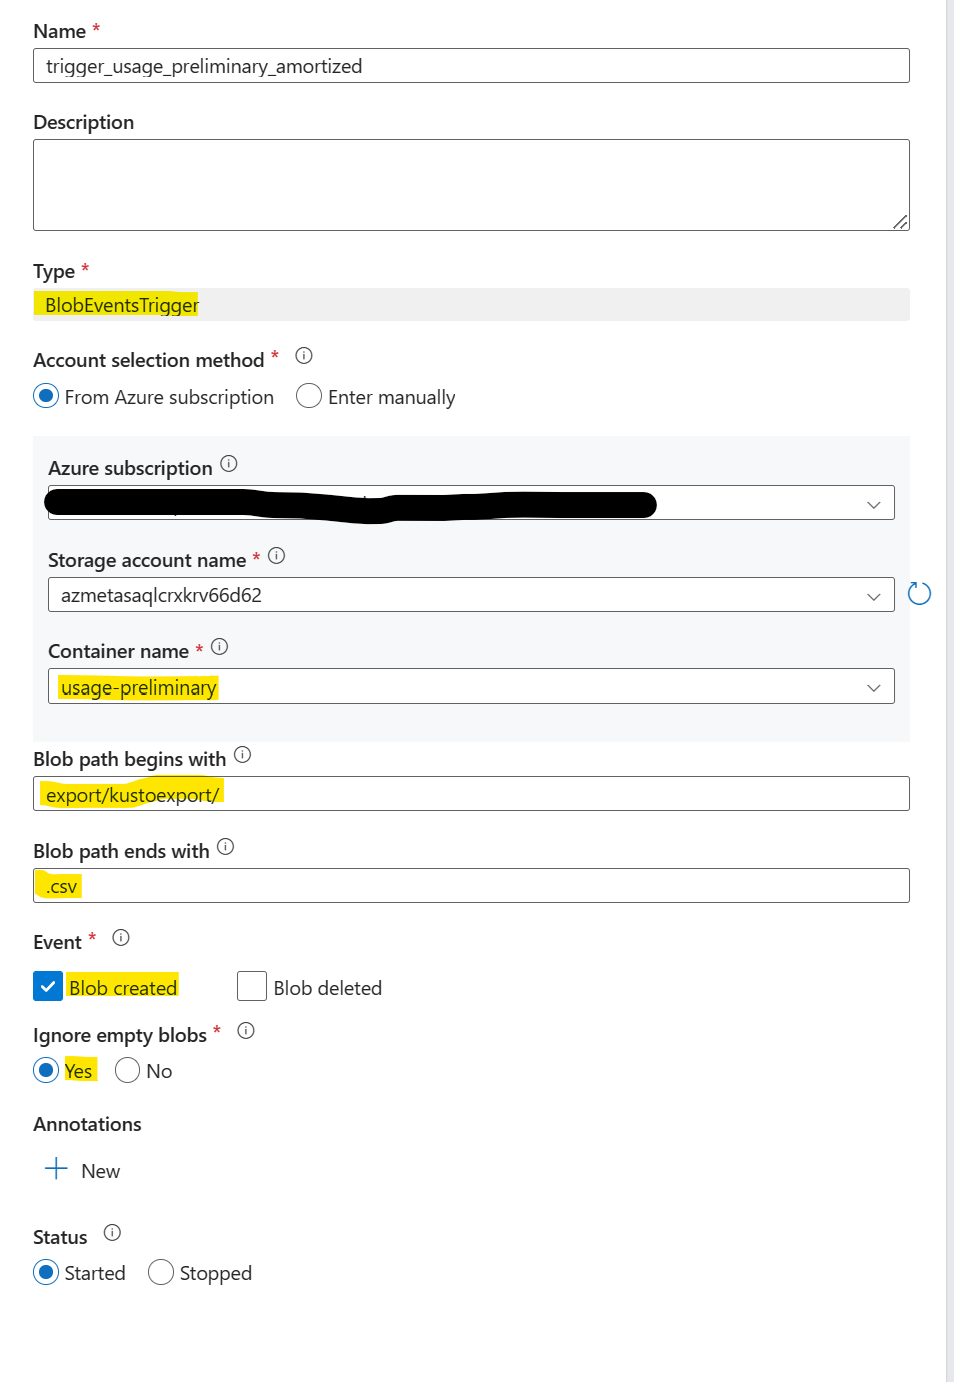 Name *
trigger_usage_preliminary_amortized
Description
Type *
BlobEventsTrigger
Account selection method *
From Azure subscription Enter manually
Azure subscription
Storage account name *
azmetasaqlcrxkrv66d62
Container name *
usage-preliminary
Blob path begins with
export/kustoexport/
Blob path ends with
.csv
Event *
Blob created Blob deleted
Ignore empty blobs *
Yes No
Annotations
+ New
Status
Started Stopped